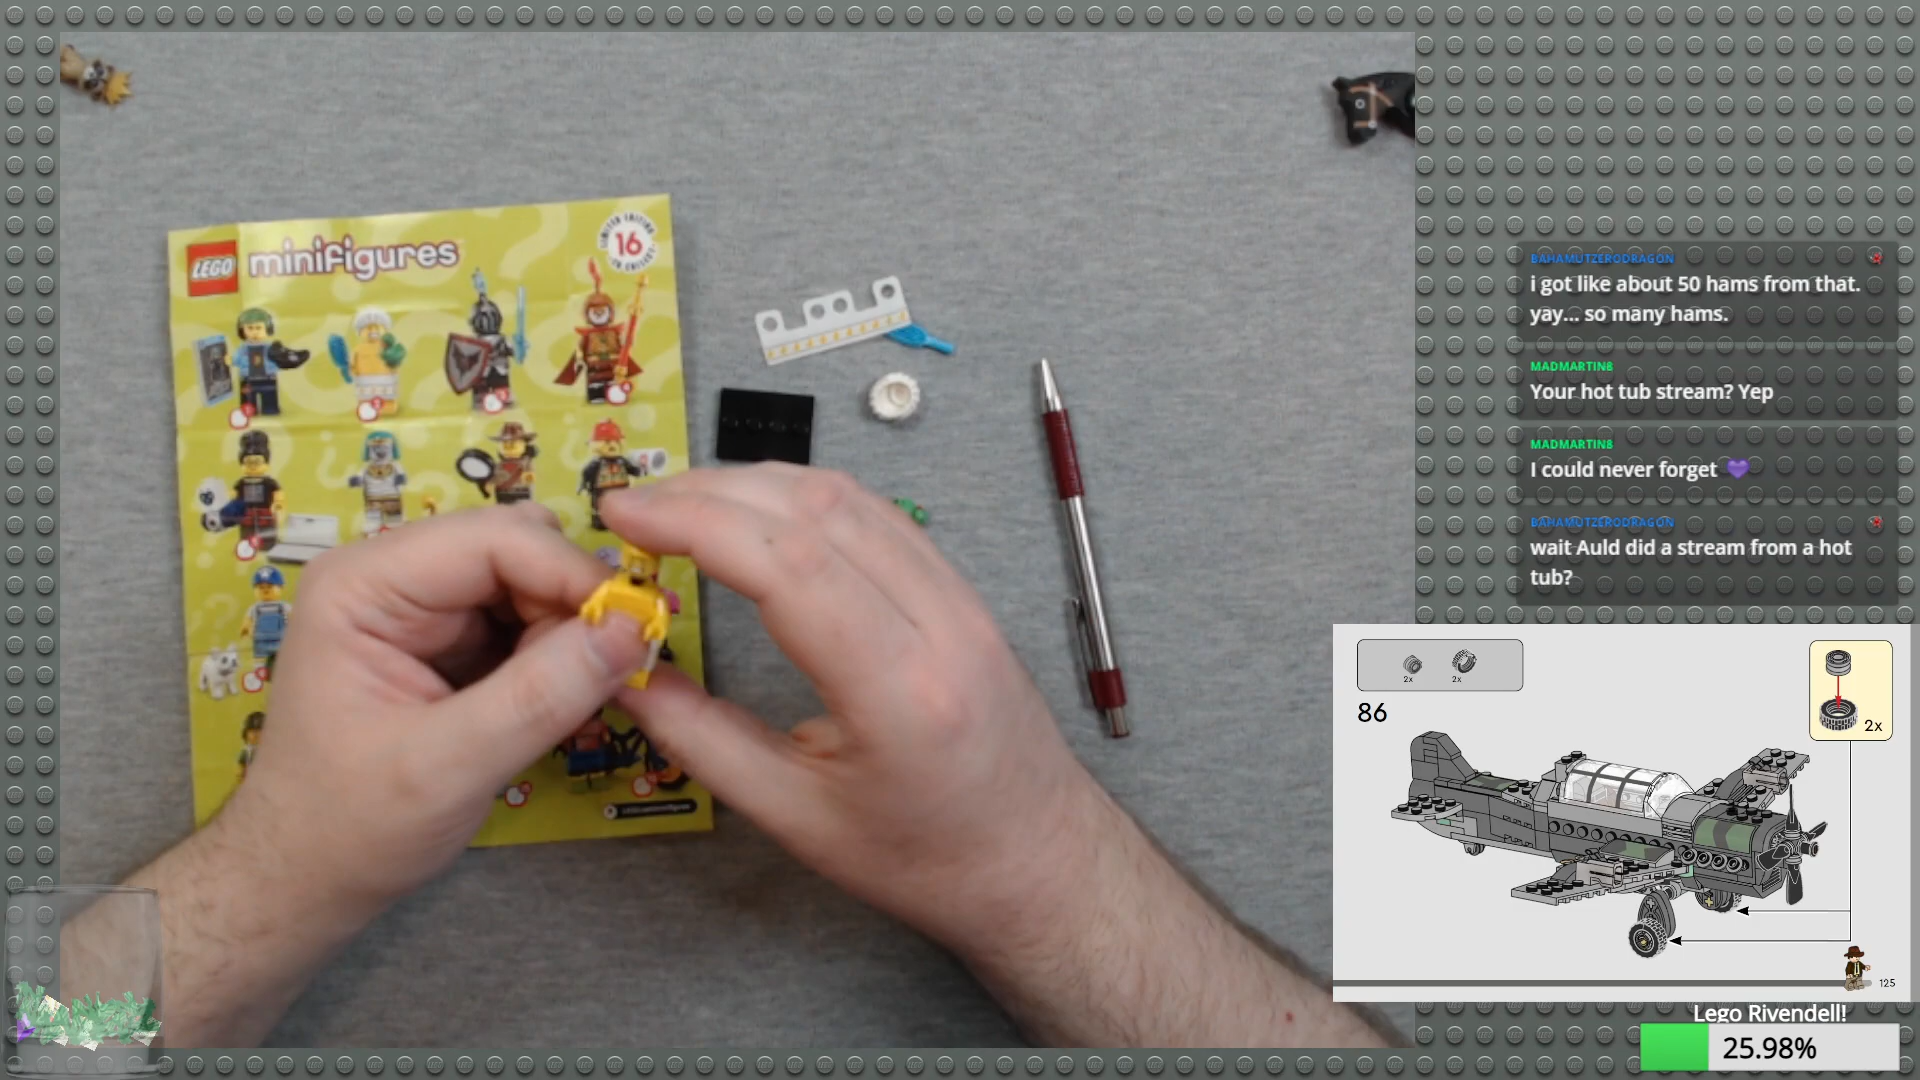 LEGO minifigures
LIMITED EDITION
16
BAHAMUTZERODRAGON
i got like about 50 hams from that.
yay... so many hams.
MADMARTIN8
Your hot tub stream? Yep
MADMARTIN8
I could never forget
BAHAMUTZERODRAGON
wait Auld did a stream from a hot
tub?
2x 2x
86
2x
125
Lego Rivendell!
25.98%